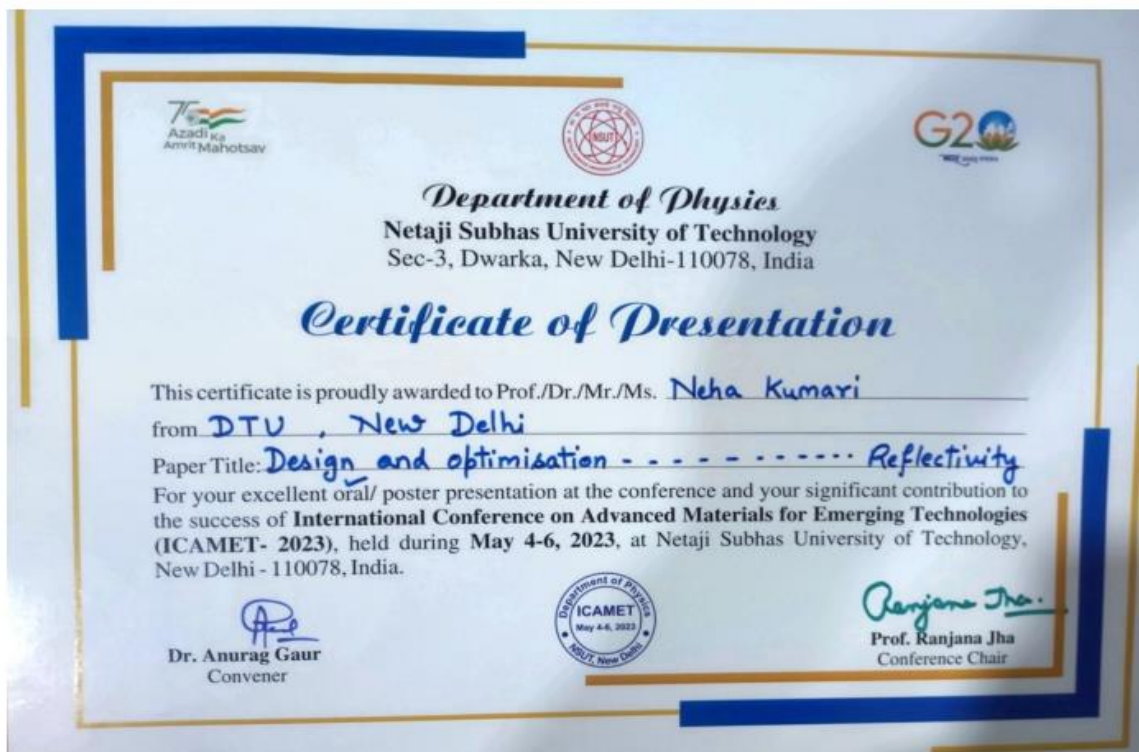 75
Azadi Ka
Amrit Mahotsav
NSUT
G20
Department of Physics
Netaji Subhas University of Technology
Sec-3, Dwarka, New Delhi-110078, India
Certificate of Presentation
This certificate is proudly awarded to Prof./Dr./Mr./Ms. Neha Kumari
from DTU , New Delhi
Paper Title: Design and optimisation - - - - - - - - - - - - Reflectivity
For your excellent oral/ poster presentation at the conference and your significant contribution to
the success of International Conference on Advanced Materials for Emerging Technologies
(ICAMET- 2023), held during May 4-6, 2023, at Netaji Subhas University of Technology,
New Delhi - 110078, India.
Department of Physics
ICAMET
May 4-6, 2023
NSUT, New Delhi
Ranjana Jha.
Dr. Anurag Gaur
Convener
Prof. Ranjana Jha
Conference Chair